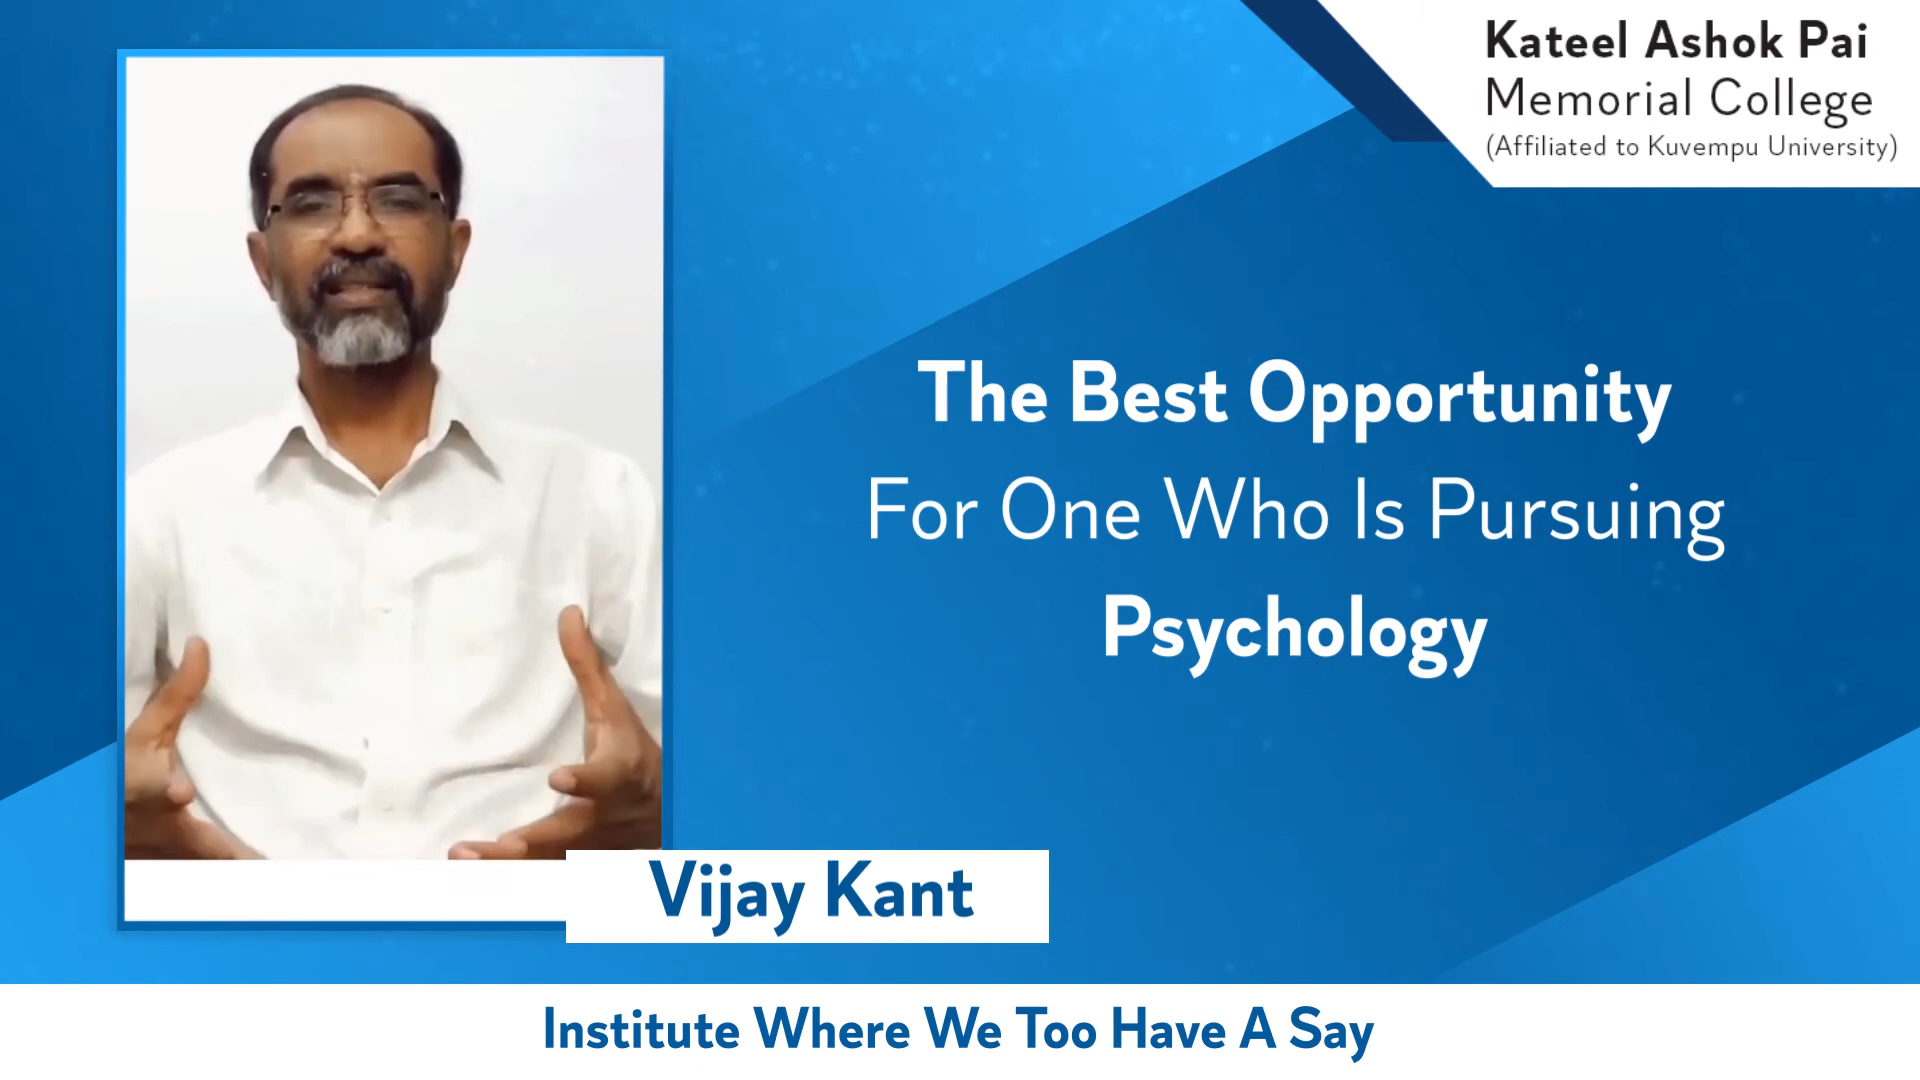 Kateel Ashok Pai
Memorial College
(Affiliated to Kuvempu University)
The Best Opportunity
For One Who Is Pursuing
Psychology
Vijay Kant
Institute Where We Too Have A Say